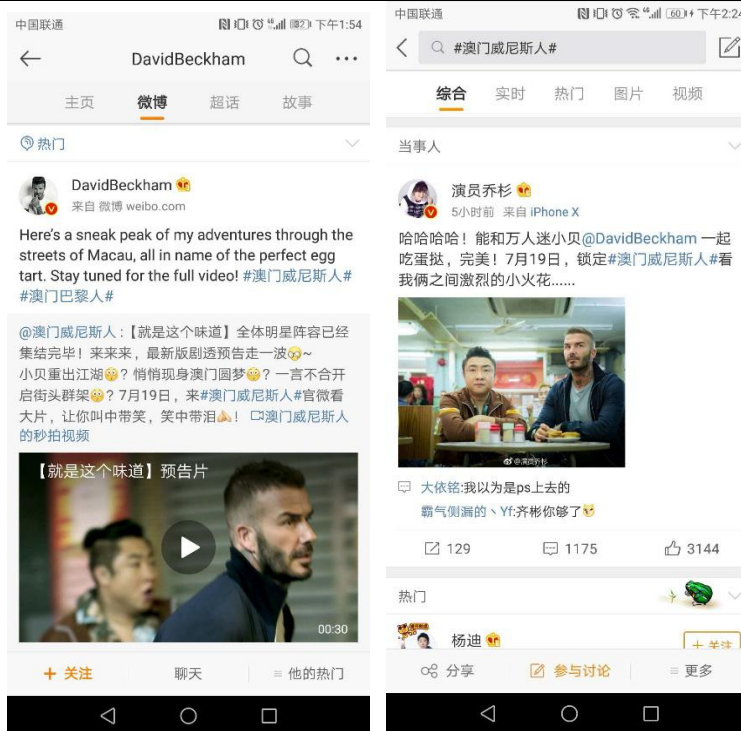 中国联通
下午1:54
DavidBeckham
主页
微博
超话
故事
热门
DavidBeckham
来自 微博 weibo.com
Here's a sneak peak of my adventures through the
streets of Macau, all in name of the perfect egg
tart. Stay tuned for the full video! #澳门威尼斯人#
#澳门巴黎人#
@澳门威尼斯人:【就是这个味道】全体明星阵容已经
集结完毕！来来来，最新版剧透预告走一波~
小贝重出江湖？悄悄现身澳门圆梦？一言不合开
启街头群架？7月19日，来#澳门威尼斯人#官微看
大片，让你叫中带笑，笑中带泪！澳门威尼斯人
的秒拍视频
【就是这个味道】预告片
00:30
+ 关注
聊天
他的热门
中国联通
60
下午2:24
#澳门威尼斯人#
综合
实时
热门
图片
视频
当事人
演员乔杉
5小时前 来自 iPhone X
哈哈哈哈！能和万人迷小贝@DavidBeckham 一起
吃蛋挞，完美！7月19日，锁定#澳门威尼斯人#看
我俩之间激烈的小火花......
@演员乔杉
大依铭:我以为是ps上去的
霸气侧漏的丶Yf:齐彬你够了
129
1175
3144
热门
杨迪
+ 关注
分享
参与讨论
更多